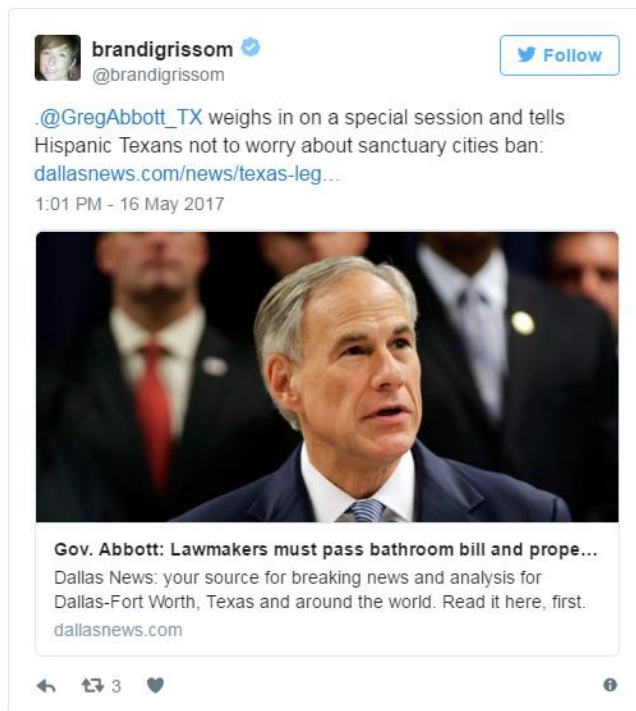 brandigrissom
@brandigrissom
Follow
.@GregAbbott_TX weighs in on a special session and tells
Hispanic Texans not to worry about sanctuary cities ban:
dallasnews.com/news/texas-leg…
1:01 PM - 16 May 2017
Gov. Abbott: Lawmakers must pass bathroom bill and prope...
Dallas News: your source for breaking news and analysis for
Dallas-Fort Worth, Texas and around the world. Read it here, first.
dallasnews.com
3